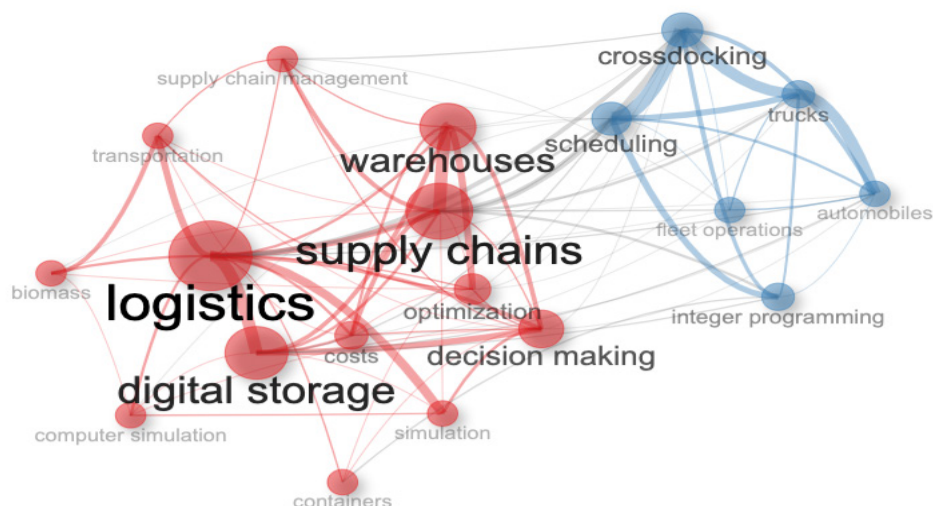 crossdocking
supply chain management
trucks
scheduling
transportation
warehouses
automobiles
fleet operations
supply chains
biomass
logistics
optimization
integer programming
costs
decision making
digital storage
computer simulation
simulation
containers